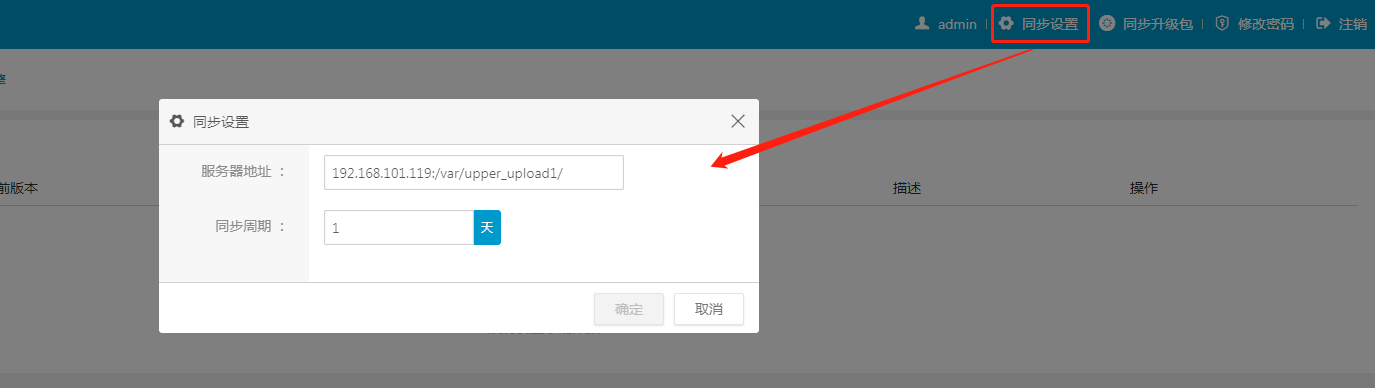 admin 同步设置 同步升级包 修改密码 注销
同步设置
服务器地址 : 192.168.101.119:/var/upper_upload1/
前版本 描述 操作
同步周期 : 1 天
确定 取消